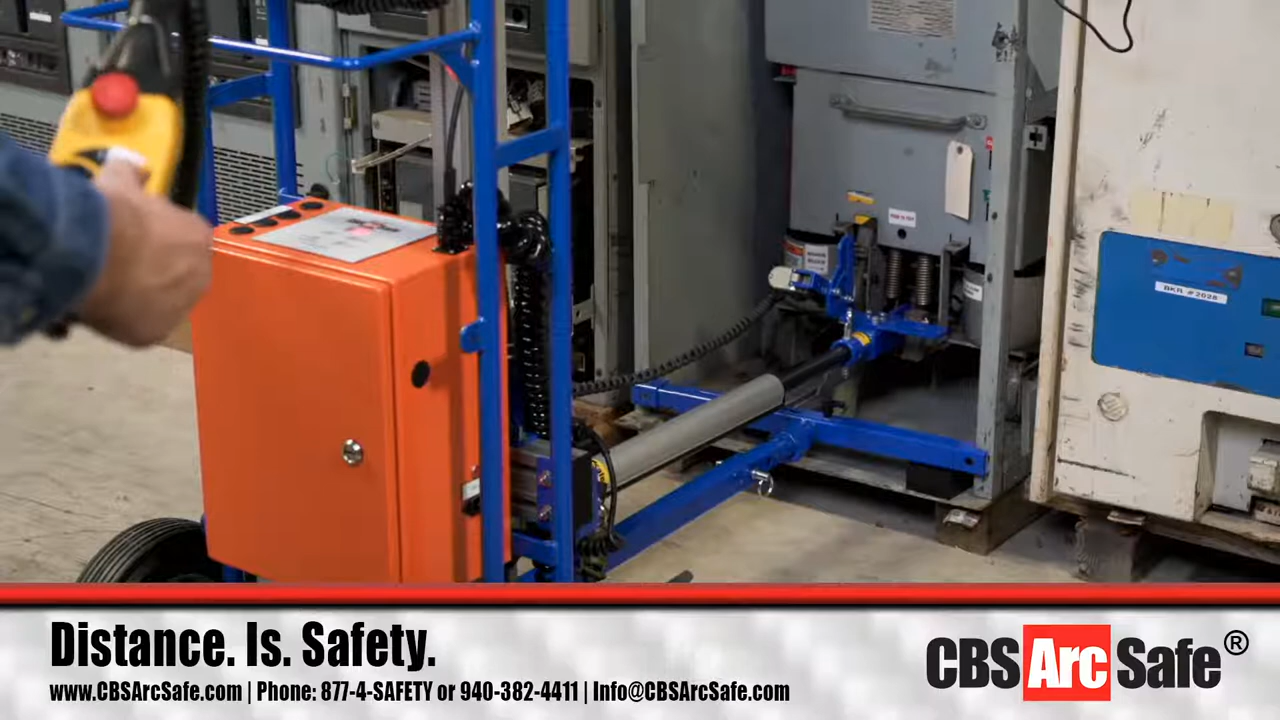 BKR #2028
Distance. Is. Safety.
www.CBSArcSafe.com | Phone: 877-4-SAFETY or 940-382-4411 | Info@CBSArcSafe.com
CBS Arc Safe®